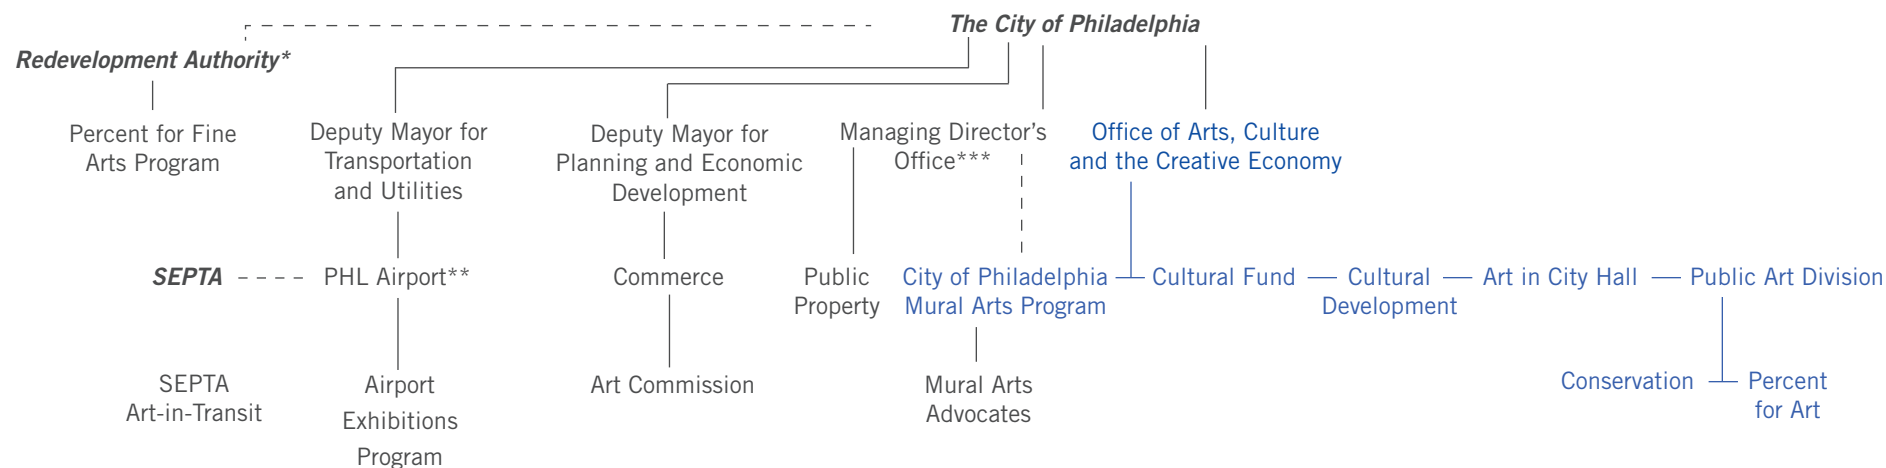 The City of Philadelphia
Redevelopment Authority*
Percent for Fine
Arts Program
Deputy Mayor for
Transportation
and Utilities
Deputy Mayor for
Planning and Economic
Development
Managing Director’s
Office***
Office of Arts, Culture
and the Creative Economy
SEPTA
PHL Airport**
Commerce
Public
Property
City of Philadelphia
Mural Arts Program
Cultural Fund
Cultural
Development
Art in City Hall
Public Art Division
SEPTA
Art-in-Transit
Airport
Exhibitions
Program
Art Commission
Mural Arts
Advocates
Conservation
Percent
for Art